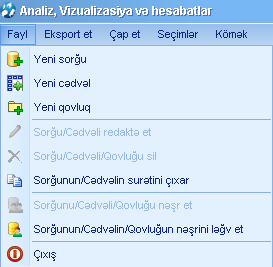 Analiz, Vizualizasiya və hesabatlar
Fayl Eksport et Çap et Seçimlər Kömək
Yeni sorğu
Yeni cədvəl
Yeni qovluq
Sorğu/Cədvəli redaktə et
Sorğu/Cədvəli/Qovluğu sil
Sorğunun/Cədvəlin surətini çıxar
Sorğunu/Cədvəli/Qovluğu nəşr et
Sorğunun/Cədvəlin/Qovluğun nəşrini ləğv et
Çıxış